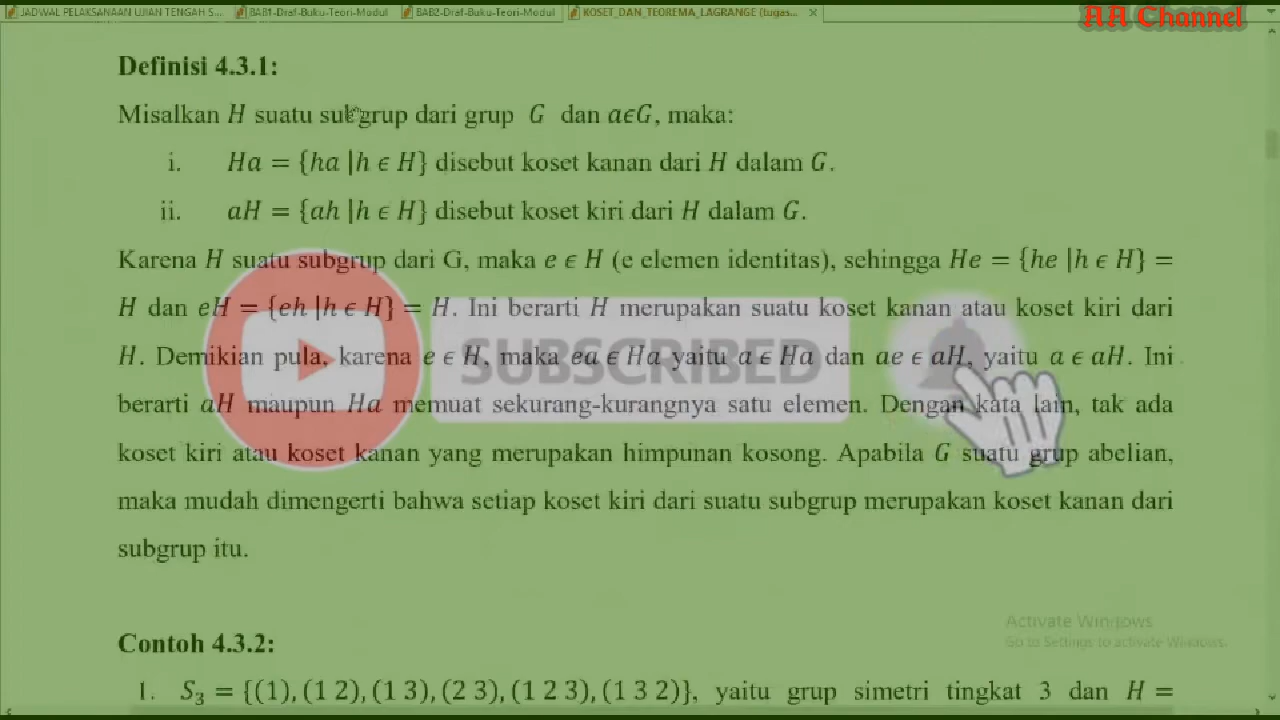 JADWAL PELAKSANAAN UJIAN TENGAH S...
BAB1-Draf-Buku-Teori-Modul
BAB2-Draf-Buku-Teori-Modul
KOSET_DAN_TEOREMA_LAGRANGE (tugas...
AA Channel
Definisi 4.3.1:
Misalkan H suatu subgrup dari grup G dan aϵG, maka:
i. Ha = {ha |h ϵ H} disebut koset kanan dari H dalam G.
ii. aH = {ah |h ϵ H} disebut koset kiri dari H dalam G.
Karena H suatu subgrup dari G, maka e ϵ H (e elemen identitas), sehingga He = {he |h ϵ H} =
H dan eH = {eh |h ϵ H} = H. Ini berarti H merupakan suatu koset kanan atau koset kiri dari
H. Demikian pula, karena e ϵ H, maka ea ϵ Ha yaitu a ϵ Ha dan ae ϵ aH, yaitu a ϵ aH. Ini
berarti aH maupun Ha memuat sekurang-kurangnya satu elemen. Dengan kata lain, tak ada
koset kiri atau koset kanan yang merupakan himpunan kosong. Apabila G suatu grup abelian,
maka mudah dimengerti bahwa setiap koset kiri dari suatu subgrup merupakan koset kanan dari
subgrup itu.
SUBSCRIBED
Activate Windows
Go to Settings to activate Windows.
Contoh 4.3.2:
1. S₃ = {(1), (1 2), (1 3), (2 3), (1 2 3), (1 3 2)}, yaitu grup simetri tingkat 3 dan H =